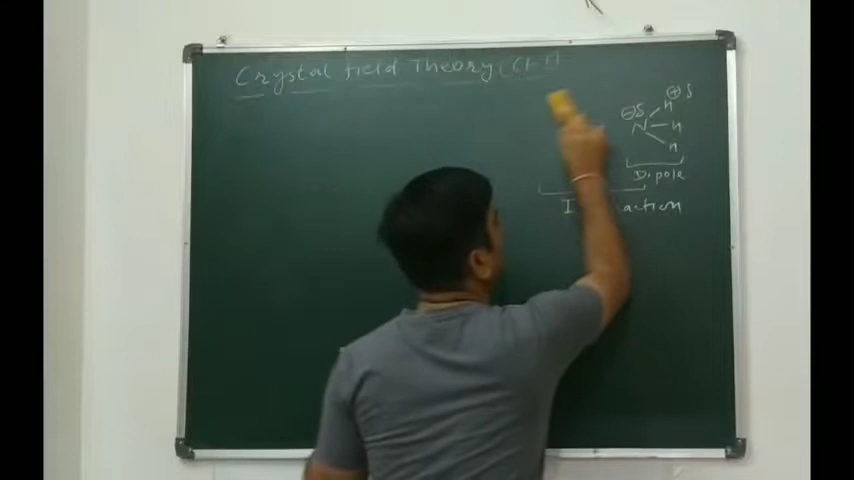 Crystal field Theory (CFT)
⊕δ
⊖δ H
N H
H
Dipole